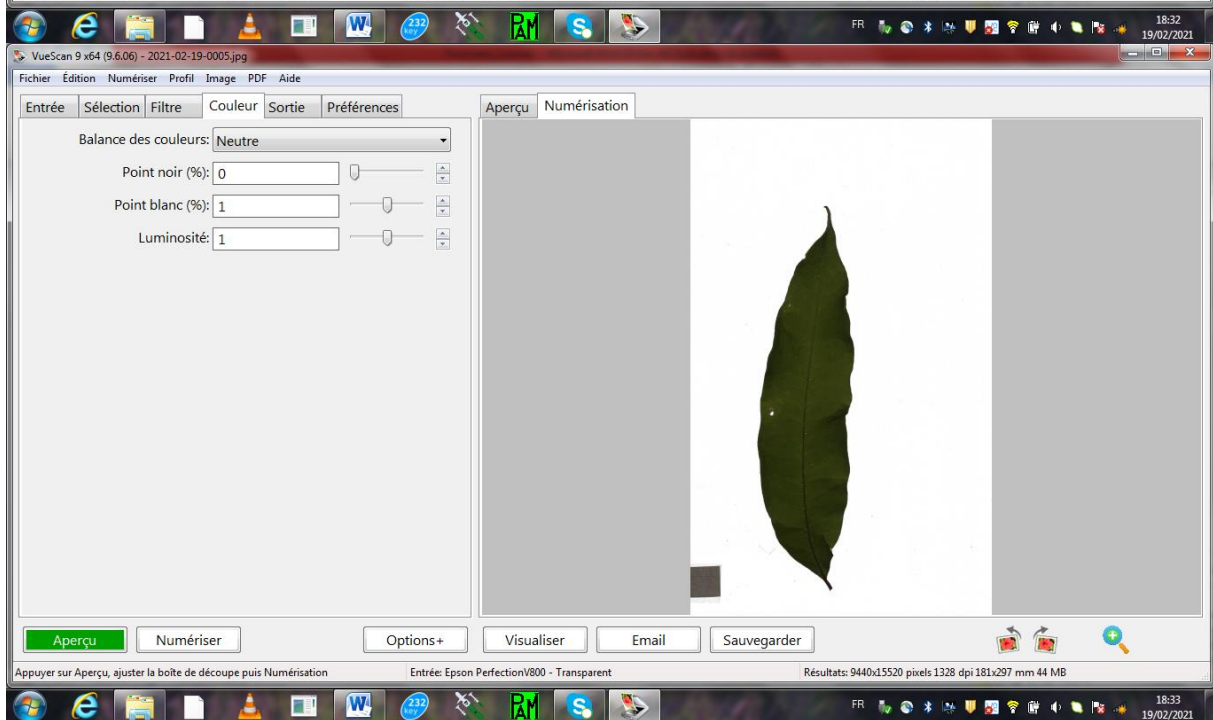 232
key
PAM
FR
18:32
19/02/2021
VueScan 9 x64 (9.6.06) - 2021-02-19-0005.jpg
Fichier Édition Numériser Profil Image PDF Aide
Entrée Sélection Filtre Couleur Sortie Préférences
Aperçu Numérisation
Balance des couleurs: Neutre
Point noir (%): 0
Point blanc (%): 1
Luminosité: 1
Aperçu Numériser Options+ Visualiser Email Sauvegarder
Appuyer sur Aperçu, ajuster la boîte de découpe puis Numérisation Entrée: Epson PerfectionV800 - Transparent Résultats: 9440x15520 pixels 1328 dpi 181x297 mm 44 MB
232
key
PAM
FR
18:33
19/02/2021